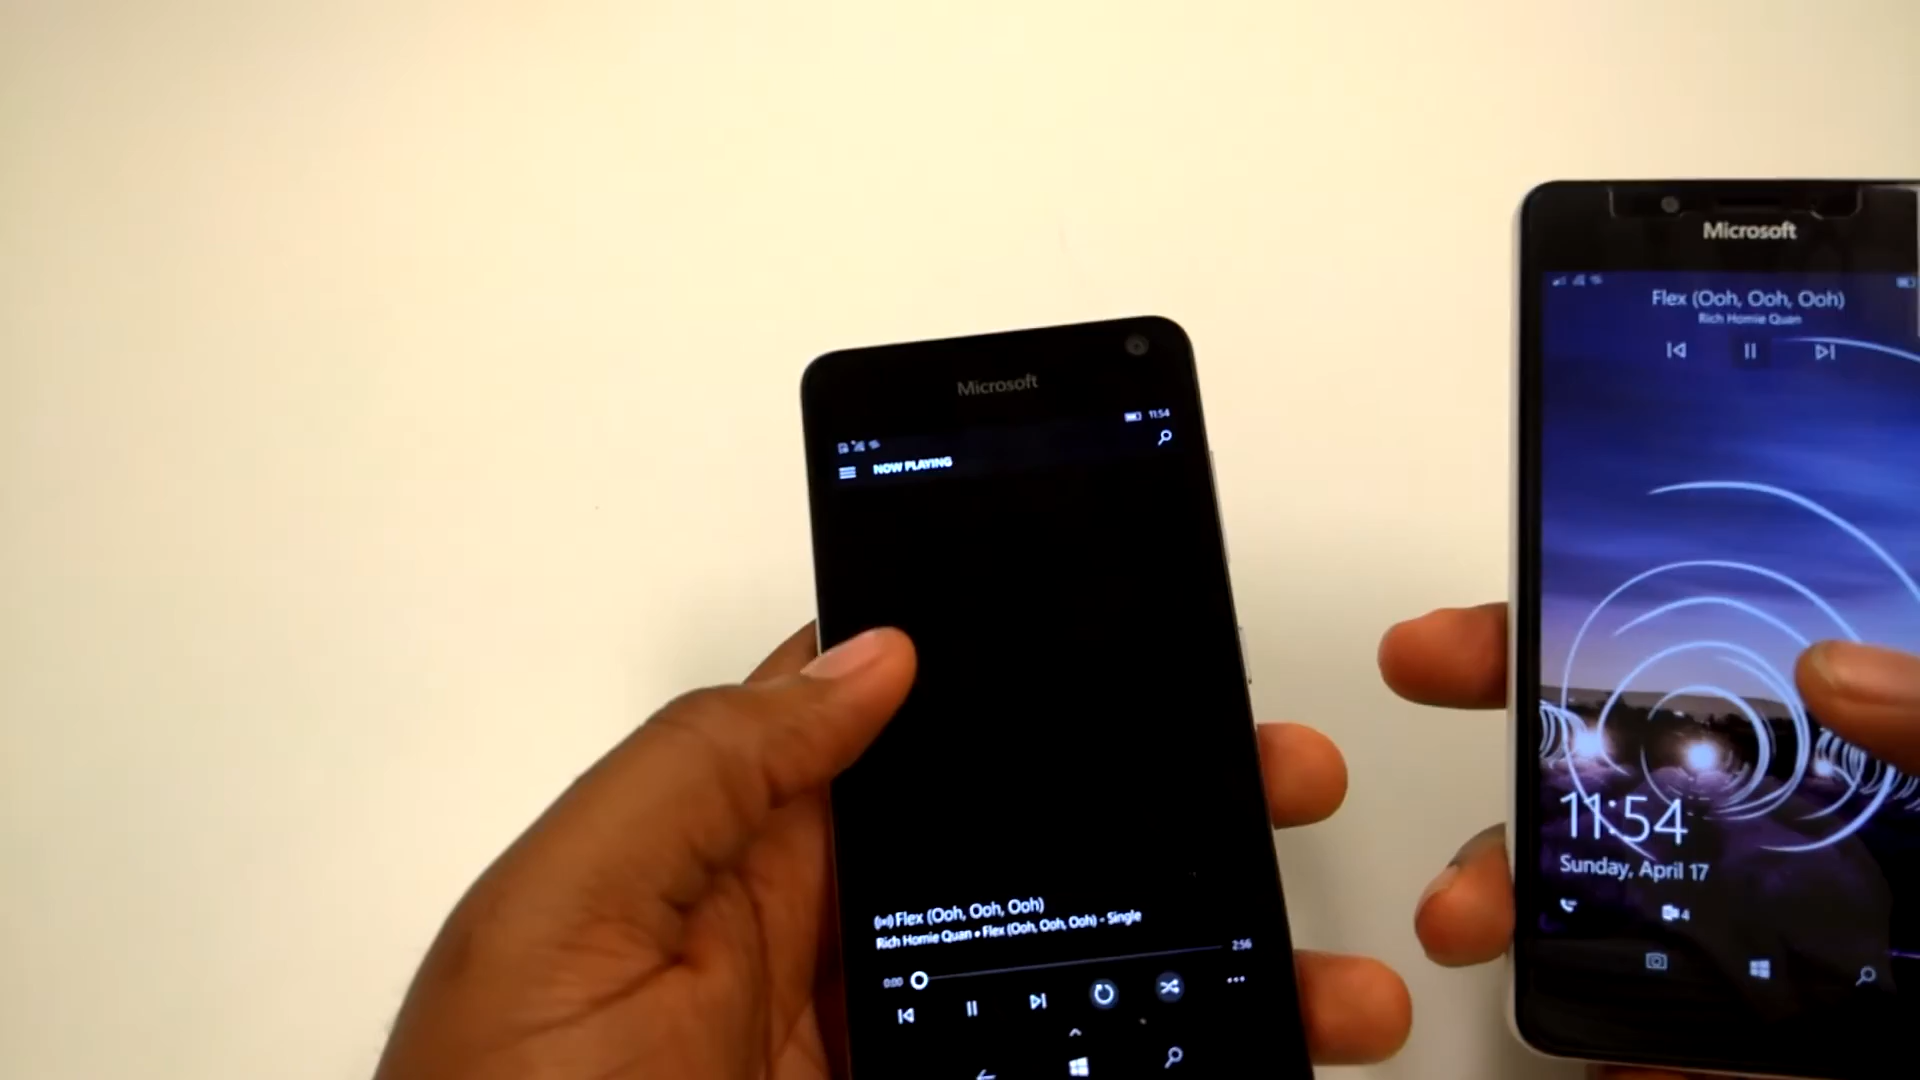 Microsoft
11:54
NOW PLAYING
Flex (Ooh, Ooh, Ooh)
Rich Homie Quan • Flex (Ooh, Ooh, Ooh) - Single
0:00
2:56
Microsoft
Flex (Ooh, Ooh, Ooh)
Rich Homie Quan
11:54
Sunday, April 17
4